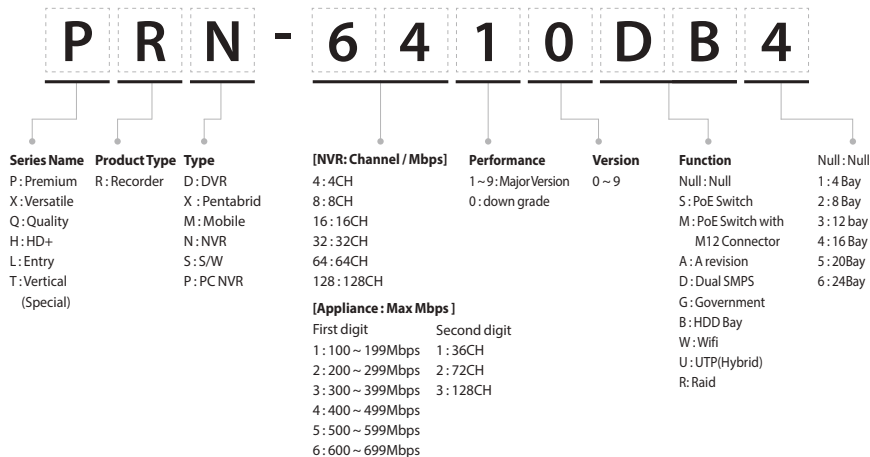 PRN-6410DB4
Series Name
P : Premium
X : Versatile
Q : Quality
H : HD+
L : Entry
T : Vertical
(Special)
Product Type
R : Recorder
Type
D : DVR
X : Pentabrid
M : Mobile
N : NVR
S : S/W
P : PC NVR
[NVR: Channel / Mbps]
4 : 4CH
8 : 8CH
16 : 16CH
32 : 32CH
64 : 64CH
128 : 128CH
[Appliance : Max Mbps ]
First digit
1 : 100 ~ 199Mbps
2 : 200 ~ 299Mbps
3 : 300 ~ 399Mbps
4 : 400 ~ 499Mbps
5 : 500 ~ 599Mbps
6 : 600 ~ 699Mbps
Second digit
1 : 36CH
2 : 72CH
3 : 128CH
Performance
1 ~ 9 : Major Version
0 : down grade
Version
0 ~ 9
Function
Null : Null
S : PoE Switch
M : PoE Switch with
M12 Connector
A : A revision
D : Dual SMPS
G : Government
B : HDD Bay
W : Wifi
U : UTP(Hybrid)
R: Raid
Null : Null
1 : 4 Bay
2 : 8 Bay
3 : 12 bay
4 : 16 Bay
5 : 20Bay
6 : 24Bay